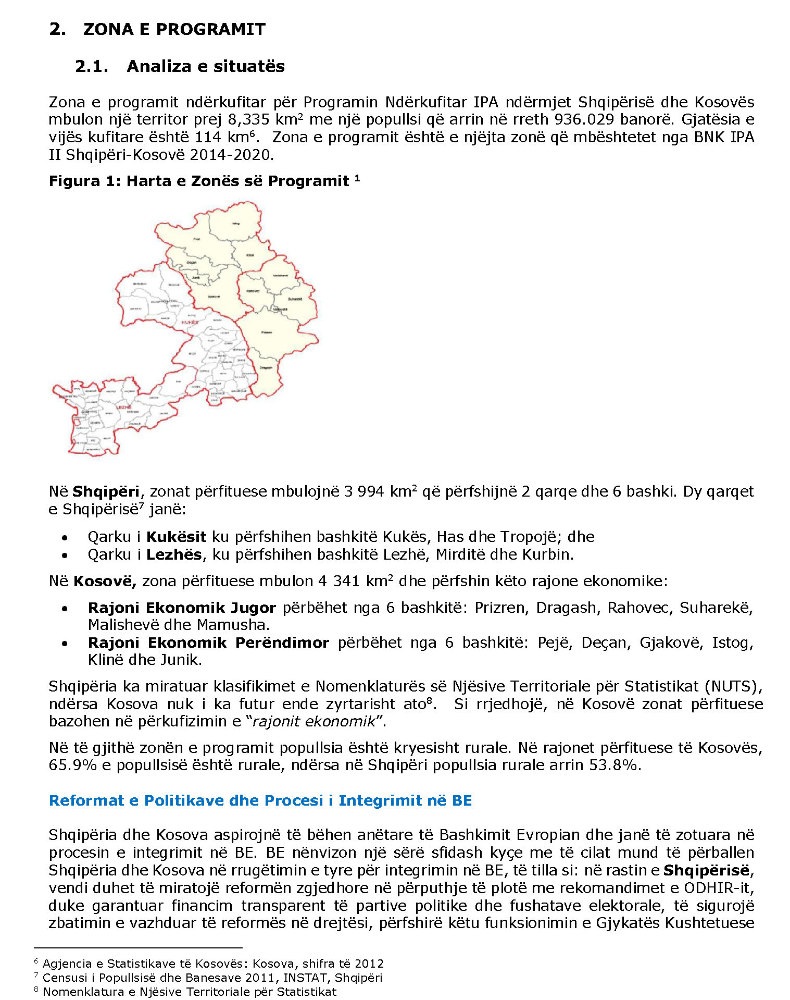 2. ZONA E PROGRAMIT
2.1. Analiza e situatës
Zona e programit ndërkufitar për Programin Ndërkufitar IPA ndërmjet Shqipërisë dhe Kosovës
mbulon një territor prej 8,335 km² me një popullsi që arrin në rreth 936.029 banorë. Gjatësia e
vijës kufitare është 114 km⁶. Zona e programit është e njëjta zonë që mbështetet nga BNK IPA
II Shqipëri-Kosovë 2014-2020.
Figura 1: Harta e Zonës së Programit ¹
Istog
Pejë
Klinë
Deçan
Malishevë
Junik
Rahovec
Gjakovë
Suharekë
Mamushë
KUKËS
Prizren
Dragash
LEZHË
Në Shqipëri, zonat përfituese mbulojnë 3 994 km² që përfshijnë 2 qarqe dhe 6 bashki. Dy qarqet
e Shqipërisë⁷ janë:
• Qarku i Kukësit ku përfshihen bashkitë Kukës, Has dhe Tropojë; dhe
• Qarku i Lezhës, ku përfshihen bashkitë Lezhë, Mirditë dhe Kurbin.
Në Kosovë, zona përfituese mbulon 4 341 km² dhe përfshin këto rajone ekonomike:
• Rajoni Ekonomik Jugor përbëhet nga 6 bashkitë: Prizren, Dragash, Rahovec, Suharekë,
Malishevë dhe Mamusha.
• Rajoni Ekonomik Perëndimor përbëhet nga 6 bashkitë: Pejë, Deçan, Gjakovë, Istog,
Klinë dhe Junik.
Shqipëria ka miratuar klasifikimet e Nomenklaturës së Njësive Territoriale për Statistikat (NUTS),
ndërsa Kosova nuk i ka futur ende zyrtarisht ato⁸. Si rrjedhojë, në Kosovë zonat përfituese
bazohen në përkufizimin e “rajonit ekonomik”.
Në të gjithë zonën e programit popullsia është kryesisht rurale. Në rajonet përfituese të Kosovës,
65.9% e popullsisë është rurale, ndërsa në Shqipëri popullsia rurale arrin 53.8%.
Reformat e Politikave dhe Procesi i Integrimit në BE
Shqipëria dhe Kosova aspirojnë të bëhen anëtare të Bashkimit Evropian dhe janë të zotuara në
procesin e integrimit në BE. BE nënvizon një sërë sfidash kyçe me të cilat mund të përballen
Shqipëria dhe Kosova në rrugëtimin e tyre për integrimin në BE, të tilla si: në rastin e Shqipërisë,
vendi duhet të miratojë reformën zgjedhore në përputhje të plotë me rekomandimet e ODHIR-it,
duke garantuar financim transparent të partive politike dhe fushatave elektorale, të sigurojë
zbatimin e vazhduar të reformës në drejtësi, përfshirë këtu funksionimin e Gjykatës Kushtetuese
⁶ Agjencia e Statistikave të Kosovës: Kosova, shifra të 2012
⁷ Censusi i Popullsisë dhe Banesave 2011, INSTAT, Shqipëri
⁸ Nomenklatura e Njësive Territoriale për Statistikat